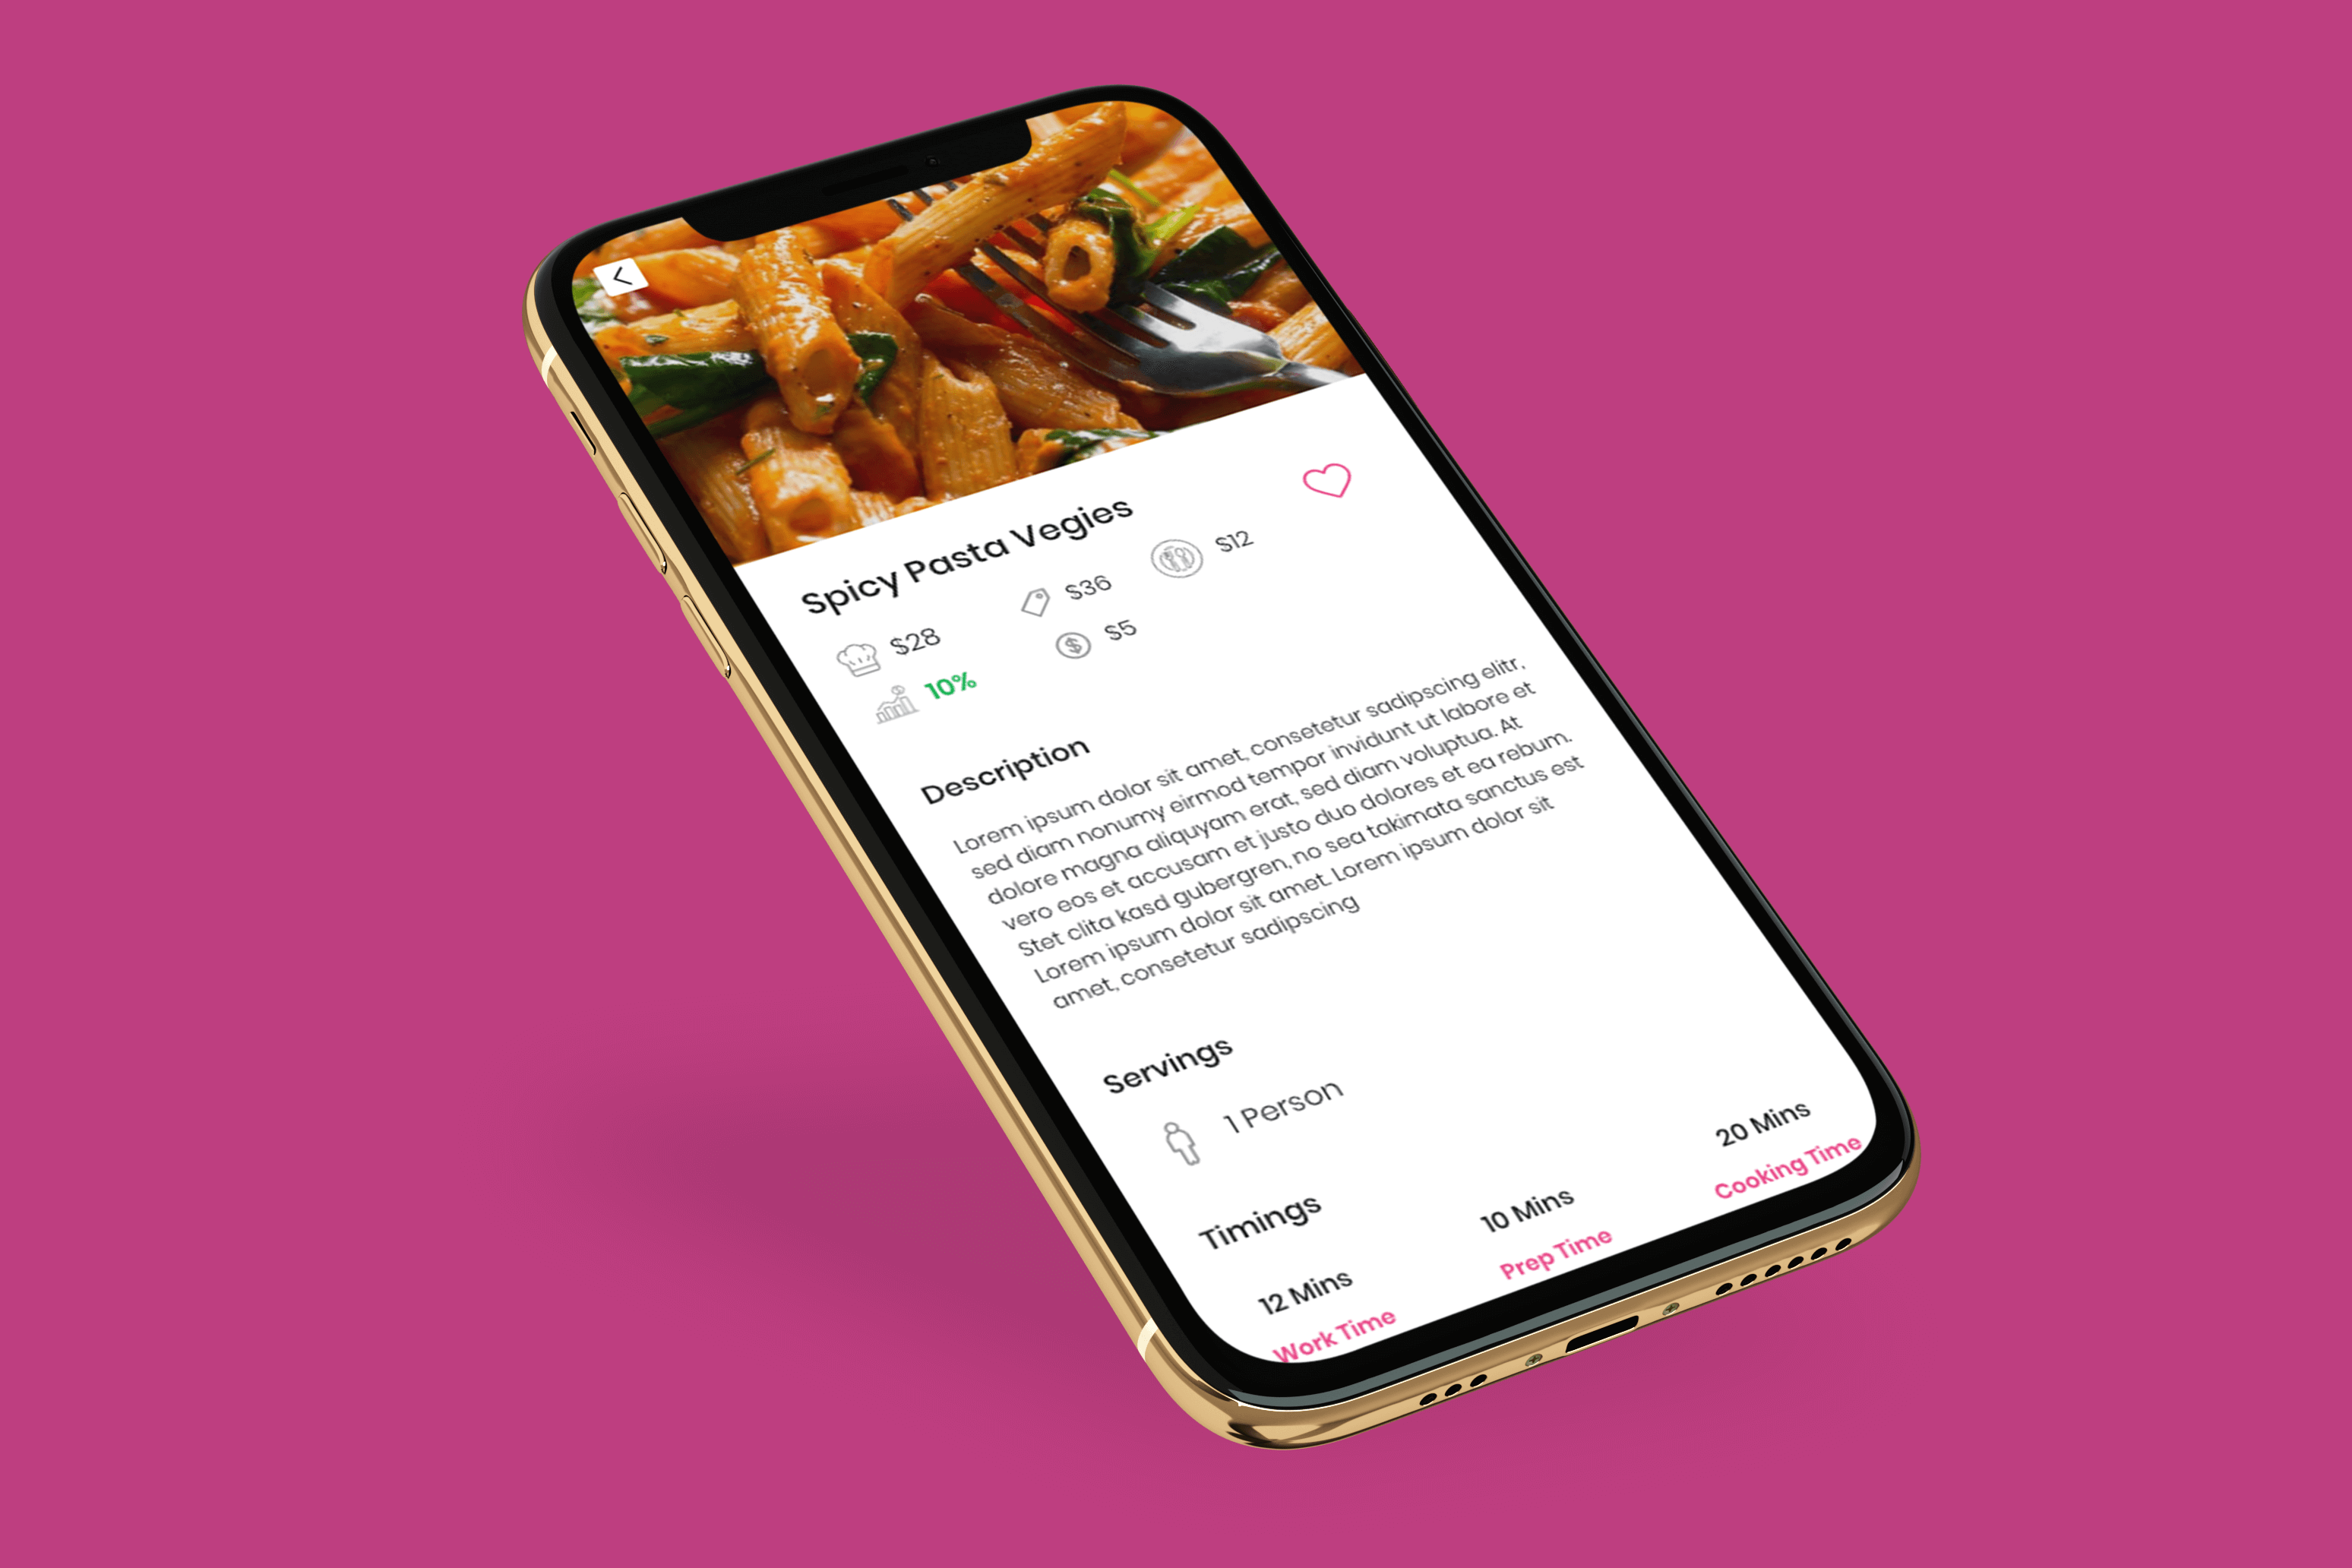 Spicy Pasta Vegies
$28 $36 $12
10% $5
Description
Lorem ipsum dolor sit amet, consetetur sadipscing elitr,
sed diam nonumy eirmod tempor invidunt ut labore et
dolore magna aliquyam erat, sed diam voluptua. At
vero eos et accusam et justo duo dolores et ea rebum.
Stet clita kasd gubergren, no sea takimata sanctus est
Lorem ipsum dolor sit amet. Lorem ipsum dolor sit
amet, consetetur sadipscing
Servings
1 Person
Timings
12 Mins 10 Mins 20 Mins
Work Time Prep Time Cooking Time